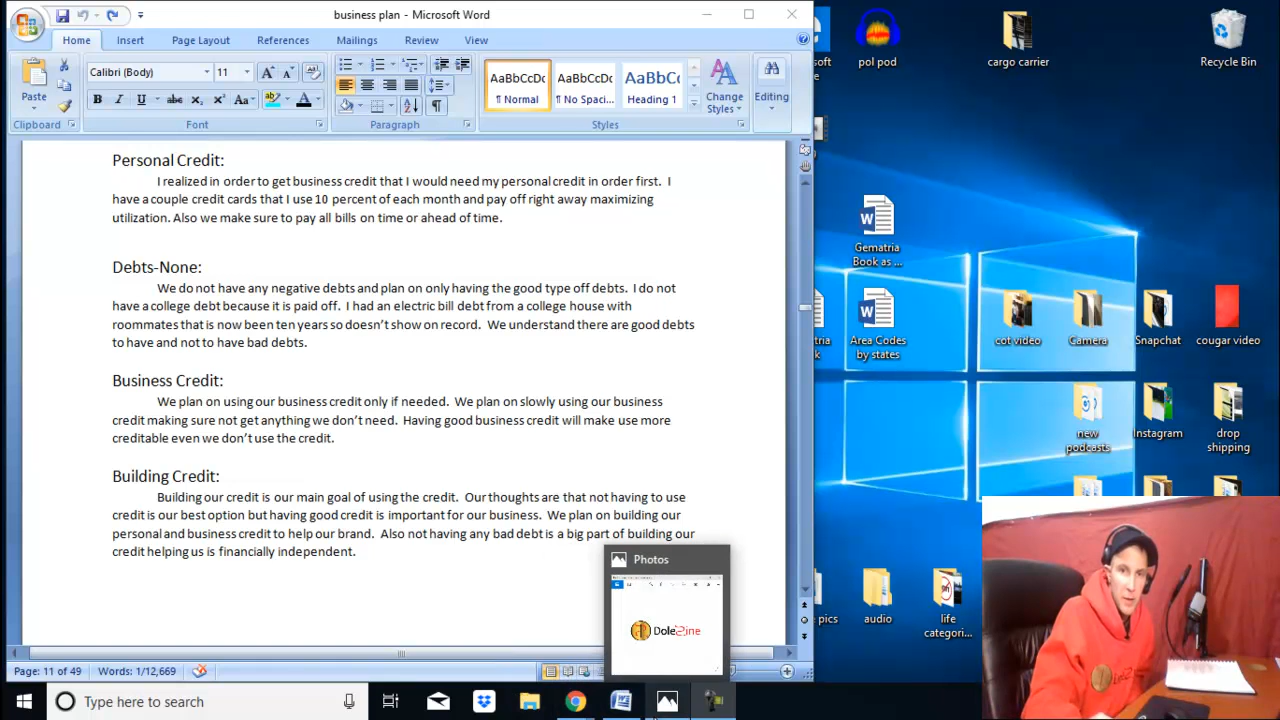 business plan - Microsoft Word
Home Insert Page Layout References Mailings Review View
Calibri (Body) 11
AaBbCcDc AaBbCcDc AaBbCc
¶ Normal ¶ No Spaci... Heading 1
Paste
Change Styles
Editing
Clipboard Font Paragraph Styles
Personal Credit:
I realized in order to get business credit that I would need my personal credit in order first. I
have a couple credit cards that I use 10 percent of each month and pay off right away maximizing
utilization. Also we make sure to pay all bills on time or ahead of time.
Debts-None:
We do not have any negative debts and plan on only having the good type off debts. I do not
have a college debt because it is paid off. I had an electric bill debt from a college house with
roommates that is now been ten years so doesn't show on record. We understand there are good debts
to have and not to have bad debts.
Business Credit:
We plan on using our business credit only if needed. We plan on slowly using our business
credit making sure not get anything we don't need. Having good business credit will make use more
creditable even we don't use the credit.
Building Credit:
Building our credit is our main goal of using the credit. Our thoughts are that not having to use
credit is our best option but having good credit is important for our business. We plan on building our
personal and business credit to help our brand. Also not having any bad debt is a big part of building our
credit helping us is financially independent.
Photos
Page: 11 of 49 Words: 1/12,669
Type here to search
pol pod
cargo carrier
Recycle Bin
Gematria
Book as ...
Area Codes
by states
cot video
Camera
Snapchat
cougar video
new
podcasts
Instagram
drop
shipping
pics
audio
life
categori...